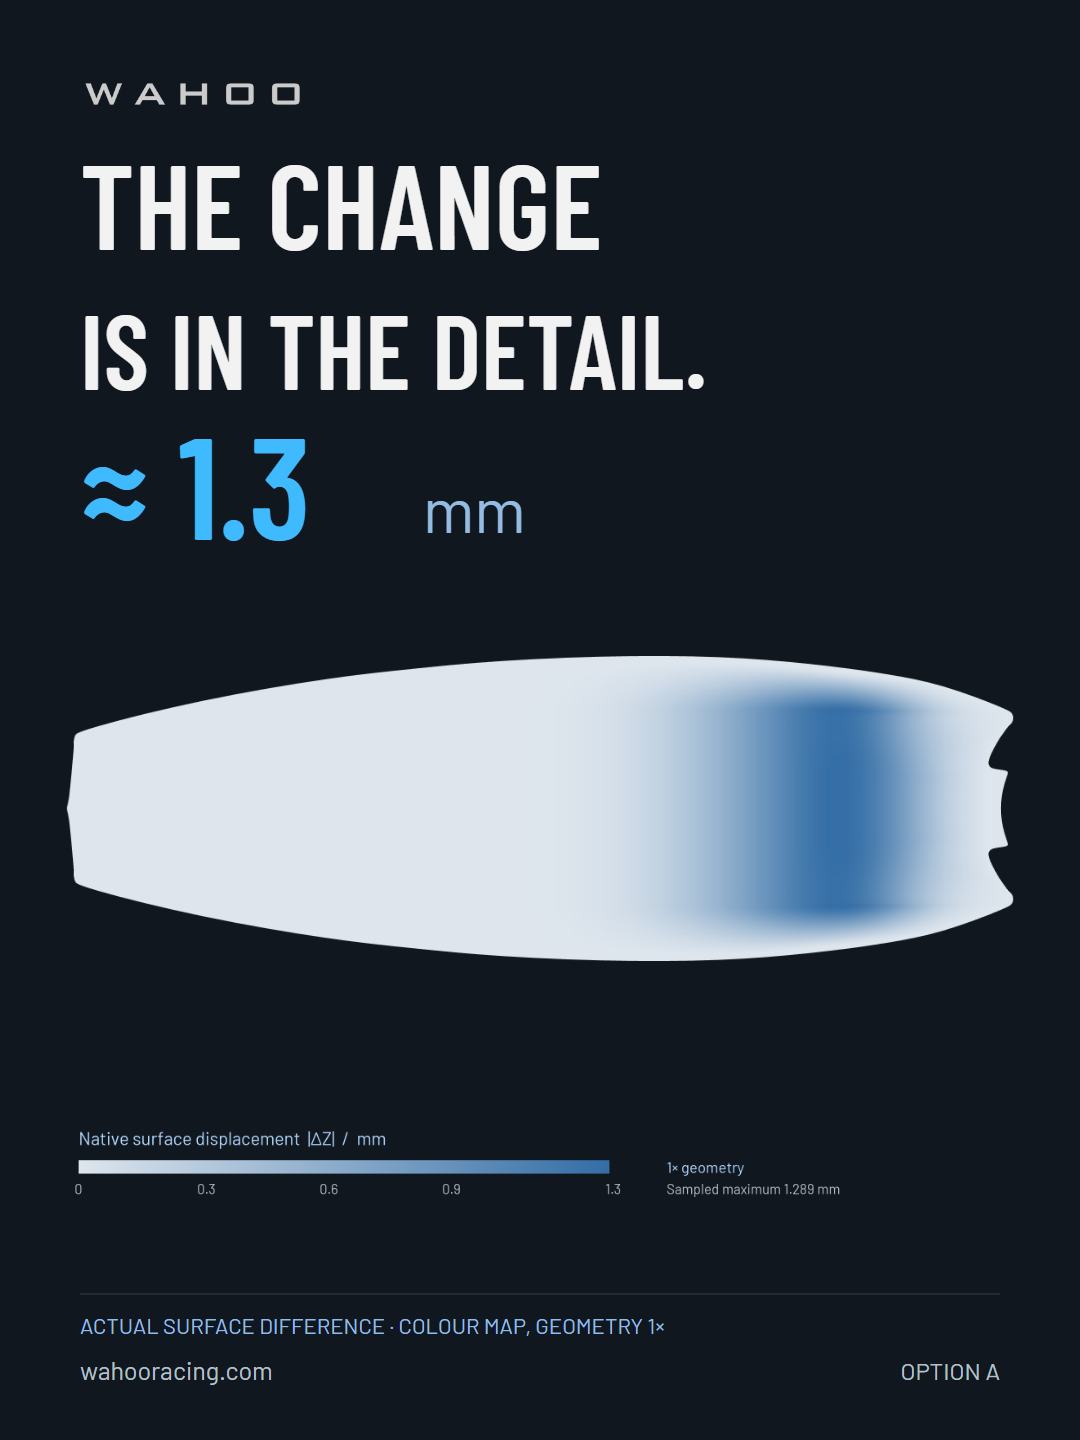 WAHOO
THE CHANGE
IS IN THE DETAIL.
≈ 1.3 mm
Native surface displacement |ΔZ| / mm
0 0.3 0.6 0.9 1.3
1× geometry
Sampled maximum 1.289 mm
ACTUAL SURFACE DIFFERENCE · COLOUR MAP, GEOMETRY 1×
wahooracing.com
OPTION A